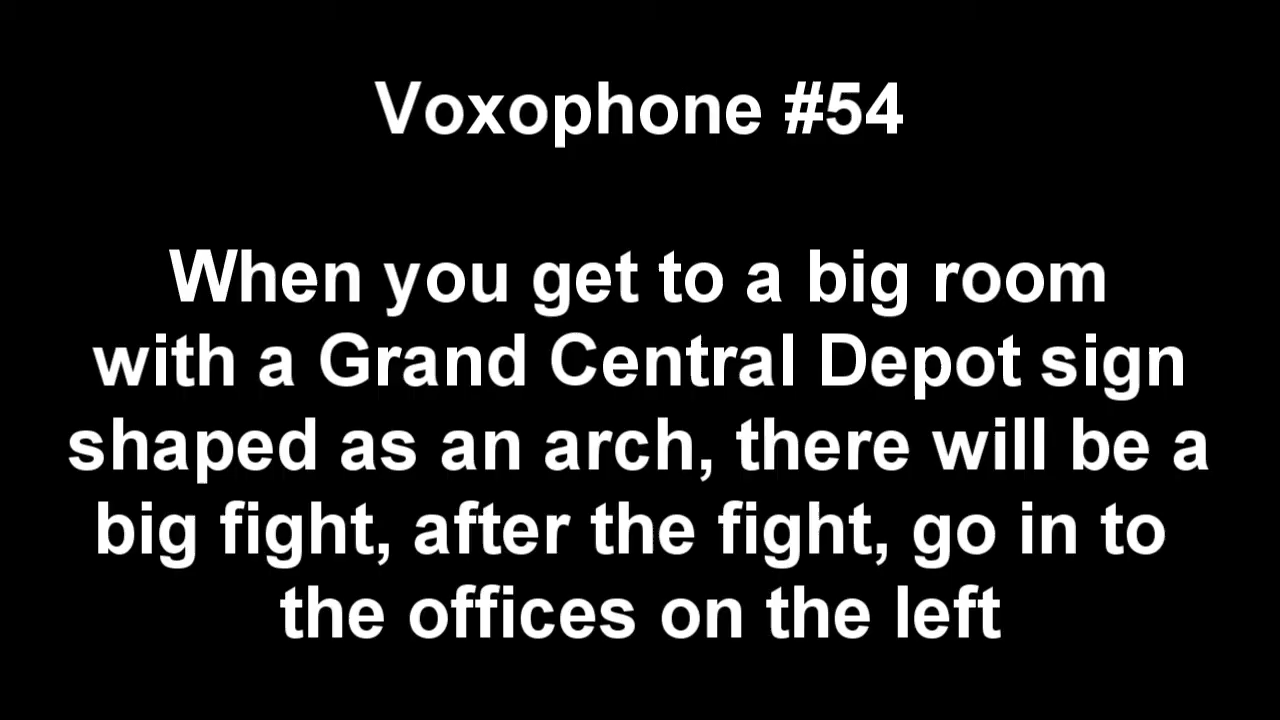 Voxophone #54
When you get to a big room
with a Grand Central Depot sign
shaped as an arch, there will be a
big fight, after the fight, go in to
the offices on the left